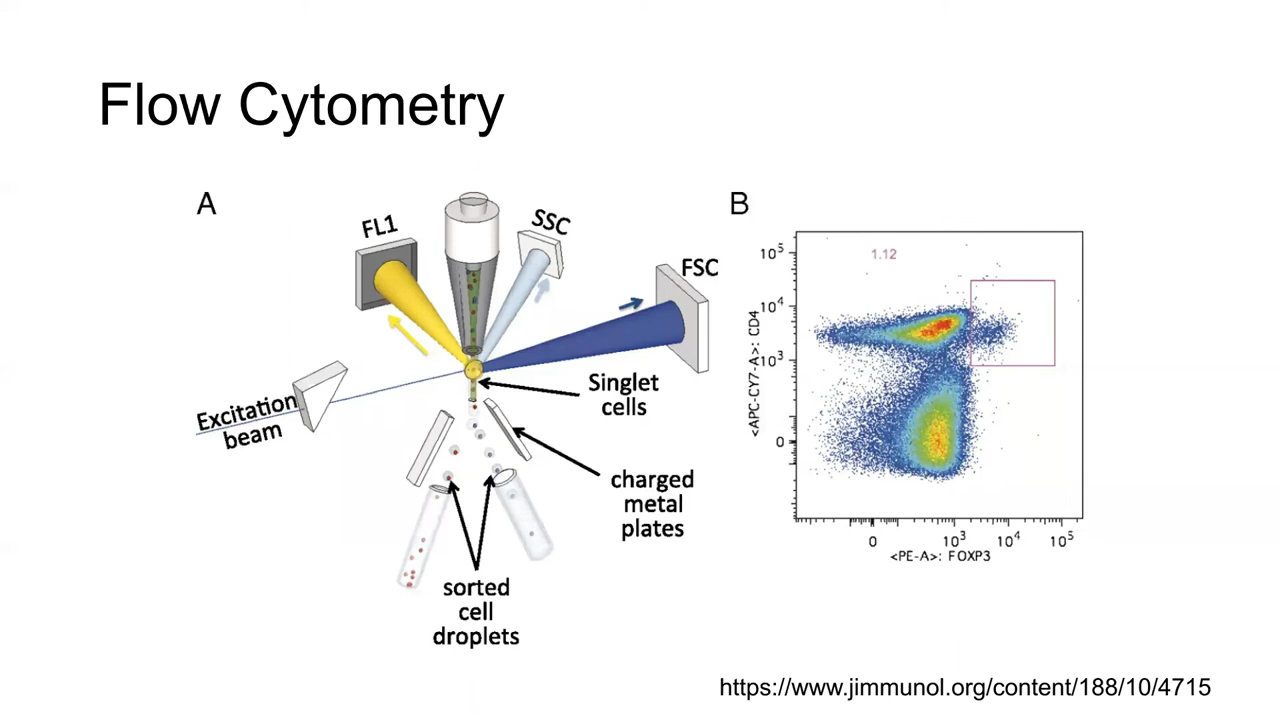 Flow Cytometry
A
FL1
SSC
FSC
Excitation
beam
Singlet
cells
charged
metal
plates
sorted
cell
droplets
B
1.12
10⁵
10⁴
10³
0
<APC-CY7-A>: CD4
0
10³
10⁴
10⁵
<PE-A>: FOXP3
https://www.jimmunol.org/content/188/10/4715